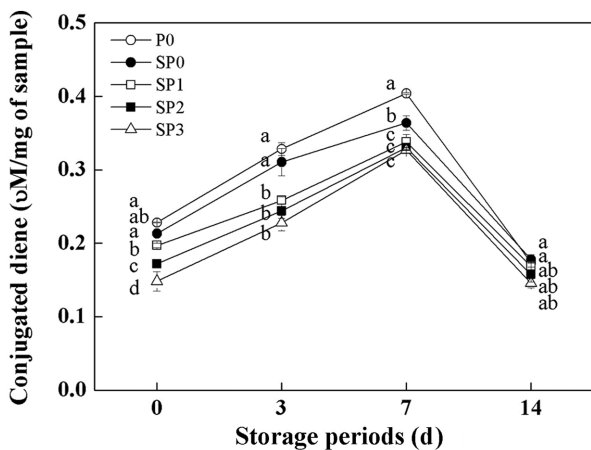 Conjugated diene (υM/mg of sample)
0.5
0.4
0.3
0.2
0.1
0.0
P0
SP0
SP1
SP2
SP3
a
ab
a
b
c
d
a
a
b
b
b
a
b
c
c
c
a
a
ab
ab
ab
0 3 7 14
Storage periods (d)